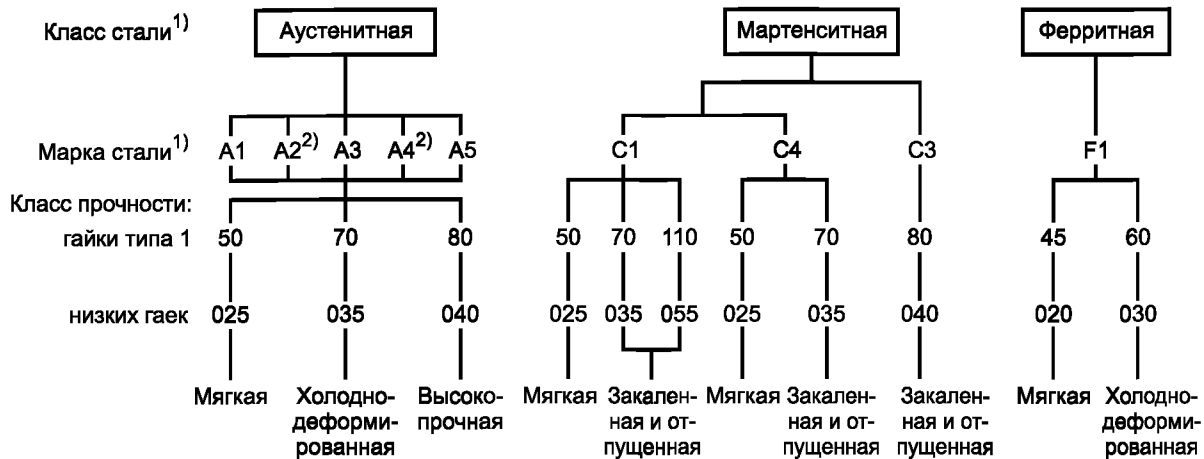 Класс стали1) Аустенитная Мартенситная Ферритная
Марка стали1) A1 A22) A3 A42) A5 C1 C4 C3 F1
Класс прочности:
гайки типа 1 50 70 80 50 70 110 50 70 80 45 60
низких гаек 025 035 040 025 035 055 025 035 040 020 030
Мягкая Холодно- Высоко- Мягкая Закален- Мягкая Закален- Закален- Мягкая Холодно-
деформи- прочная ная и от- ная и от- ная и от- деформи-
рованная пущенная пущенная пущенная рованная